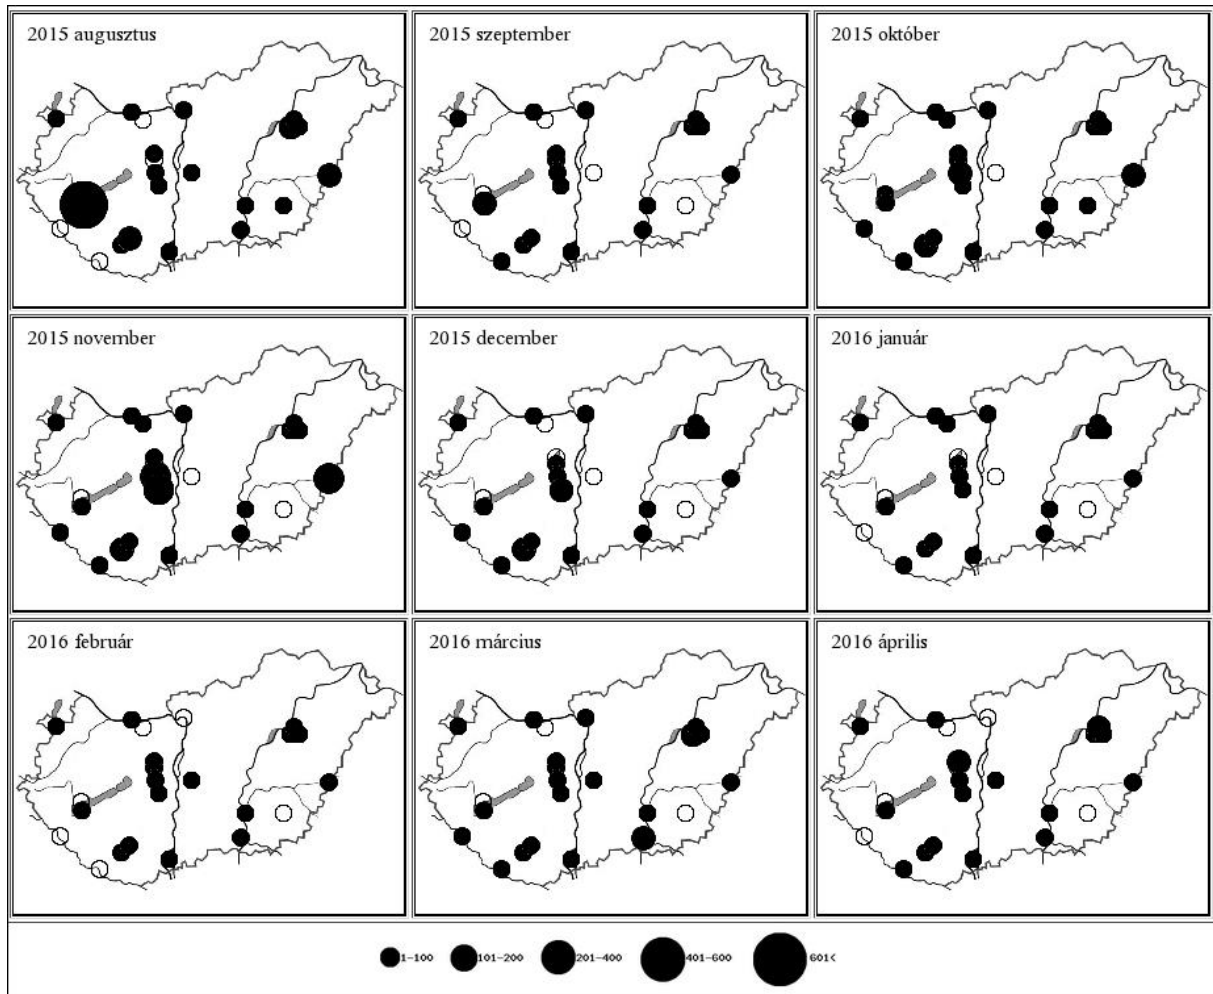 2015 augusztus
2015 szeptember
2015 október
2015 november
2015 december
2016 január
2016 február
2016 március
2016 április
1-100
101-200
201-400
401-600
601<